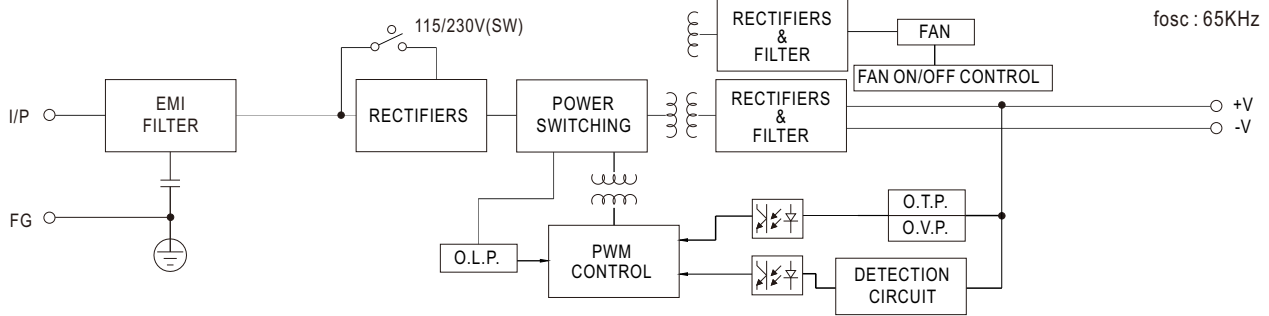 115/230V(SW)
RECTIFIERS
&
FILTER
FAN
fosc : 65KHz
FAN ON/OFF CONTROL
I/P
EMI
FILTER
RECTIFIERS
POWER
SWITCHING
RECTIFIERS
&
FILTER
+V
-V
FG
O.L.P.
PWM
CONTROL
O.T.P.
O.V.P.
DETECTION
CIRCUIT